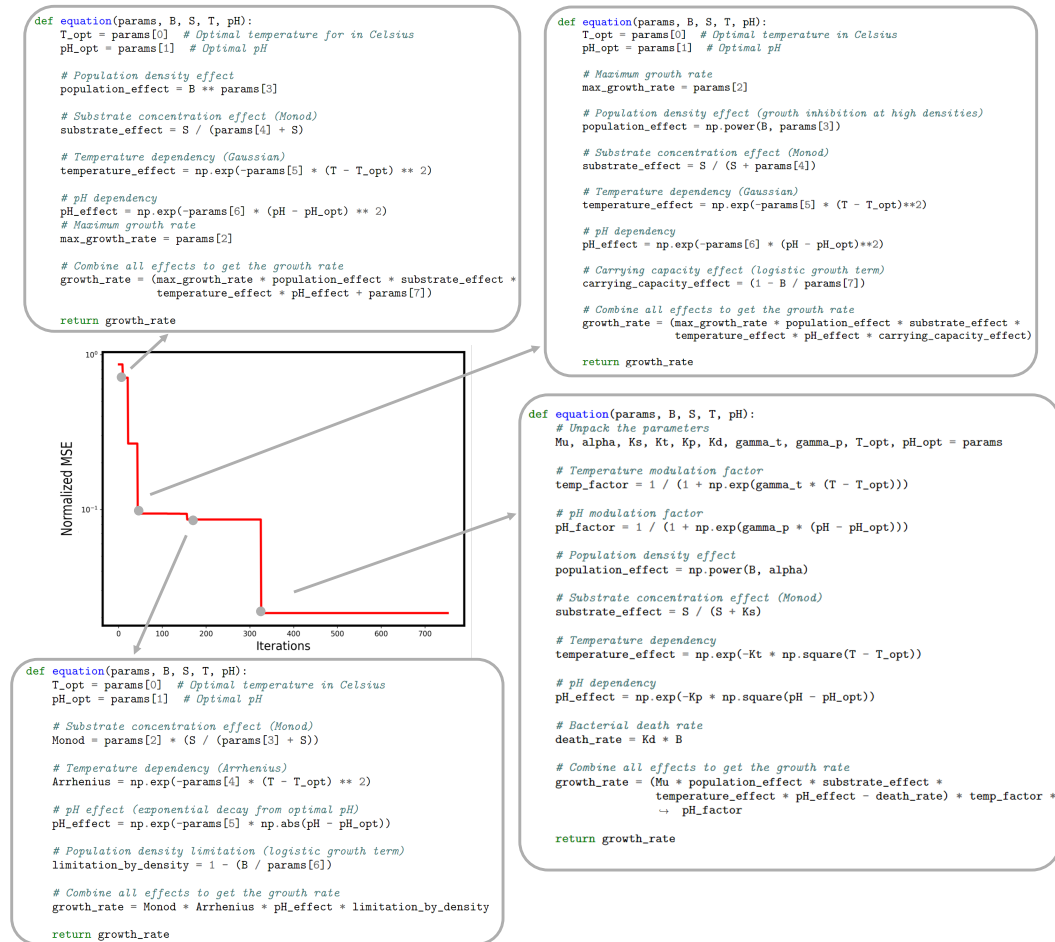 def equation(params, B, S, T, pH):
    T_opt = params[0]  # Optimal temperature for in Celsius
    pH_opt = params[1]  # Optimal pH

    # Population density effect
    population_effect = B ** params[3]

    # Substrate concentration effect (Monod)
    substrate_effect = S / (params[4] + S)

    # Temperature dependency (Gaussian)
    temperature_effect = np.exp(-params[5] * (T - T_opt) ** 2)

    # pH dependency
    pH_effect = np.exp(-params[6] * (pH - pH_opt) ** 2)
    # Maximum growth rate
    max_growth_rate = params[2]

    # Combine all effects to get the growth rate
    growth_rate = (max_growth_rate * population_effect * substrate_effect *
                  temperature_effect * pH_effect + params[7])

    return growth_rate

def equation(params, B, S, T, pH):
    T_opt = params[0]  # Optimal temperature in Celsius
    pH_opt = params[1]  # Optimal pH

    # Maximum growth rate
    max_growth_rate = params[2]

    # Population density effect (growth inhibition at high densities)
    population_effect = np.power(B, params[3])

    # Substrate concentration effect (Monod)
    substrate_effect = S / (S + params[4])

    # Temperature dependency (Gaussian)
    temperature_effect = np.exp(-params[5] * (T - T_opt)**2)

    # pH dependency
    pH_effect = np.exp(-params[6] * (pH - pH_opt)**2)

    # Carrying capacity effect (logistic growth term)
    carrying_capacity_effect = (1 - B / params[7])

    # Combine all effects to get the growth rate
    growth_rate = (max_growth_rate * population_effect * substrate_effect *
                  temperature_effect * pH_effect * carrying_capacity_effect)

    return growth_rate

Normalized MSE
10⁰
10⁻¹
0 100 200 300 400 500 600 700
Iterations

def equation(params, B, S, T, pH):
    # Unpack the parameters
    Mu, alpha, Ks, Kt, Kp, Kd, gamma_t, gamma_p, T_opt, pH_opt = params

    # Temperature modulation factor
    temp_factor = 1 / (1 + np.exp(gamma_t * (T - T_opt)))

    # pH modulation factor
    pH_factor = 1 / (1 + np.exp(gamma_p * (pH - pH_opt)))

    # Population density effect
    population_effect = np.power(B, alpha)

    # Substrate concentration effect (Monod)
    substrate_effect = S / (S + Ks)

    # Temperature dependency
    temperature_effect = np.exp(-Kt * np.square(T - T_opt))

    # pH dependency
    pH_effect = np.exp(-Kp * np.square(pH - pH_opt))

    # Bacterial death rate
    death_rate = Kd * B

    # Combine all effects to get the growth rate
    growth_rate = (Mu * population_effect * substrate_effect *
                  temperature_effect * pH_effect - death_rate) * temp_factor *
                  ↪ pH_factor

    return growth_rate

def equation(params, B, S, T, pH):
    T_opt = params[0]  # Optimal temperature in Celsius
    pH_opt = params[1]  # Optimal pH

    # Substrate concentration effect (Monod)
    Monod = params[2] * (S / (params[3] + S))

    # Temperature dependency (Arrhenius)
    Arrhenius = np.exp(-params[4] * (T - T_opt) ** 2)

    # pH effect (exponential decay from optimal pH)
    pH_effect = np.exp(-params[5] * np.abs(pH - pH_opt))

    # Population density limitation (logistic growth term)
    limitation_by_density = 1 - (B / params[6])

    # Combine all effects to get the growth rate
    growth_rate = Monod * Arrhenius * pH_effect * limitation_by_density

    return growth_rate